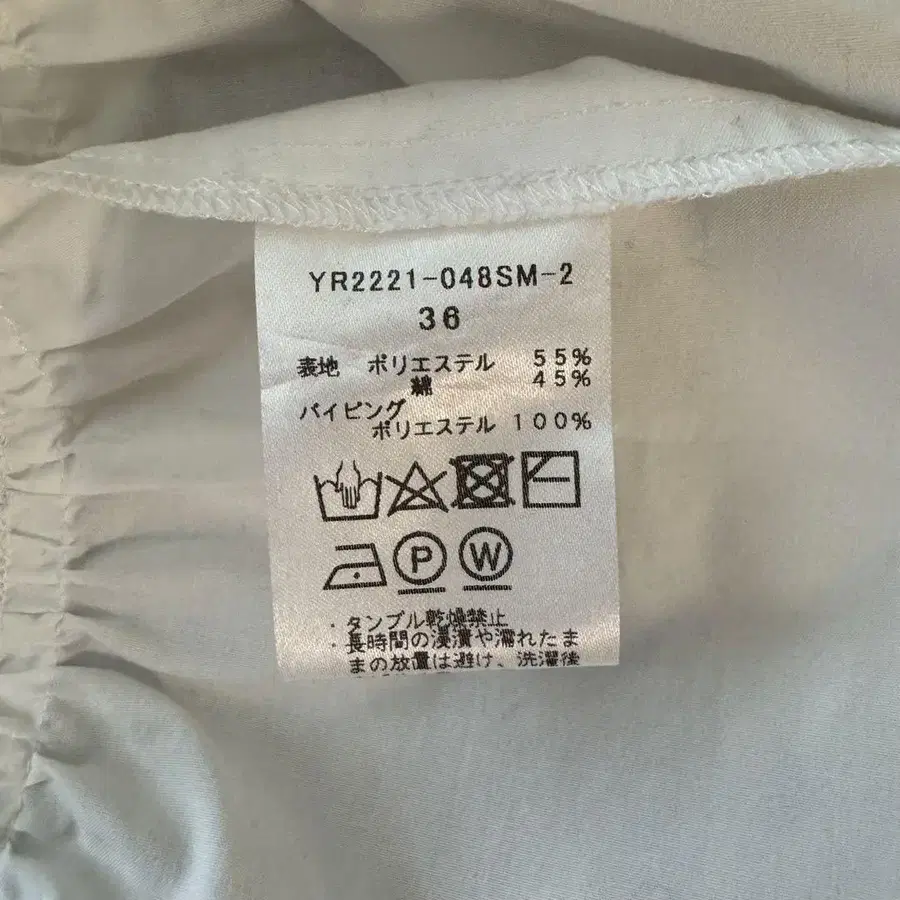 YR2221-048SM-2
36
表地 ポリエステル 55%
綿 45%
パイピング
ポリエステル 100%
P W
・タンブル乾燥禁止
・長時間の浸漬や濡れたま
まの放置は避け、洗濯後